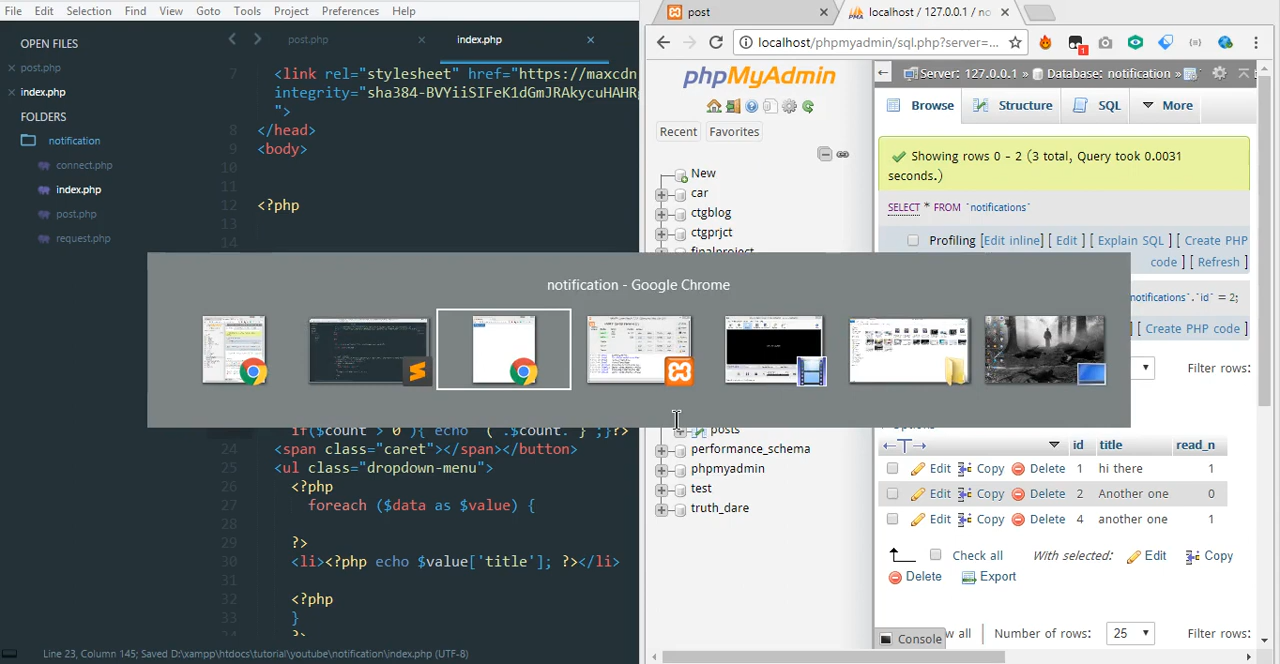 File Edit Selection Find View Goto Tools Project Preferences Help
OPEN FILES
post.php
index.php
FOLDERS
notification
connect.php
index.php
post.php
request.php
post.php
index.php
7 <link rel="stylesheet" href="https://maxcdn
integrity="sha384-BVYiiSIFeK1dGmJRAkycuHAHRg
">
8 </head>
9 <body>
10
11
12 <?php
13
14
if($count > 0 ){ echo "(".$count.
24 <span class="caret"></span></button>
25 <ul class="dropdown-menu">
26 <?php
27 foreach ($data as $value) {
28
29 ?>
30 <li><?php echo $value['title']; ?></li>
31
32 <?php
33 }
34 ?>
Line 23, Column 145; Saved D:\xampp\htdocs\tutorial\youtube\notification\index.php (UTF-8)
notification - Google Chrome
post
localhost / 127.0.0.1 / no
localhost/phpmyadmin/sql.php?server=...
1
phpMyAdmin
Recent Favorites
New
car
ctgblog
ctgprjct
finalproject
posts
performance_schema
phpmyadmin
test
truth_dare
Server: 127.0.0.1 » Database: notification »
Browse Structure SQL More
Showing rows 0 - 2 (3 total, Query took 0.0031
seconds.)
SELECT * FROM `notifications`
Profiling [Edit inline] [ Edit ] [ Explain SQL ] [ Create PHP
code ] [ Refresh ]
notifications`.`id` = 2;
[ Create PHP code ]
Filter rows:
Options
id title read_n
Edit Copy Delete 1 hi there 1
Edit Copy Delete 2 Another one 0
Edit Copy Delete 4 another one 1
Check all With selected: Edit Copy
Delete Export
Console
w all Number of rows: 25 Filter rows: